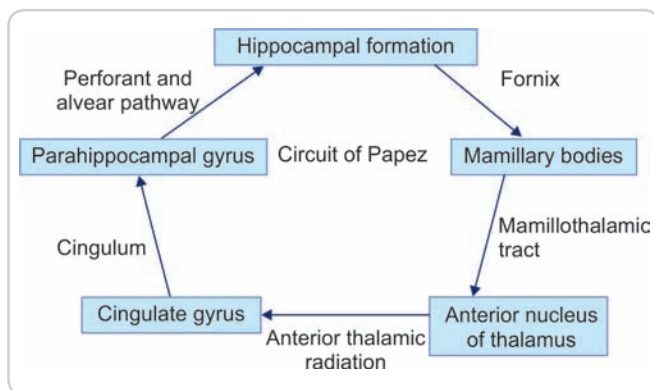 Hippocampal formation
Perforant and
alvear pathway
Fornix
Parahippocampal gyrus
Circuit of Papez
Mamillary bodies
Cingulum
Mamillothalamic
tract
Cingulate gyrus
Anterior thalamic
radiation
Anterior nucleus
of thalamus